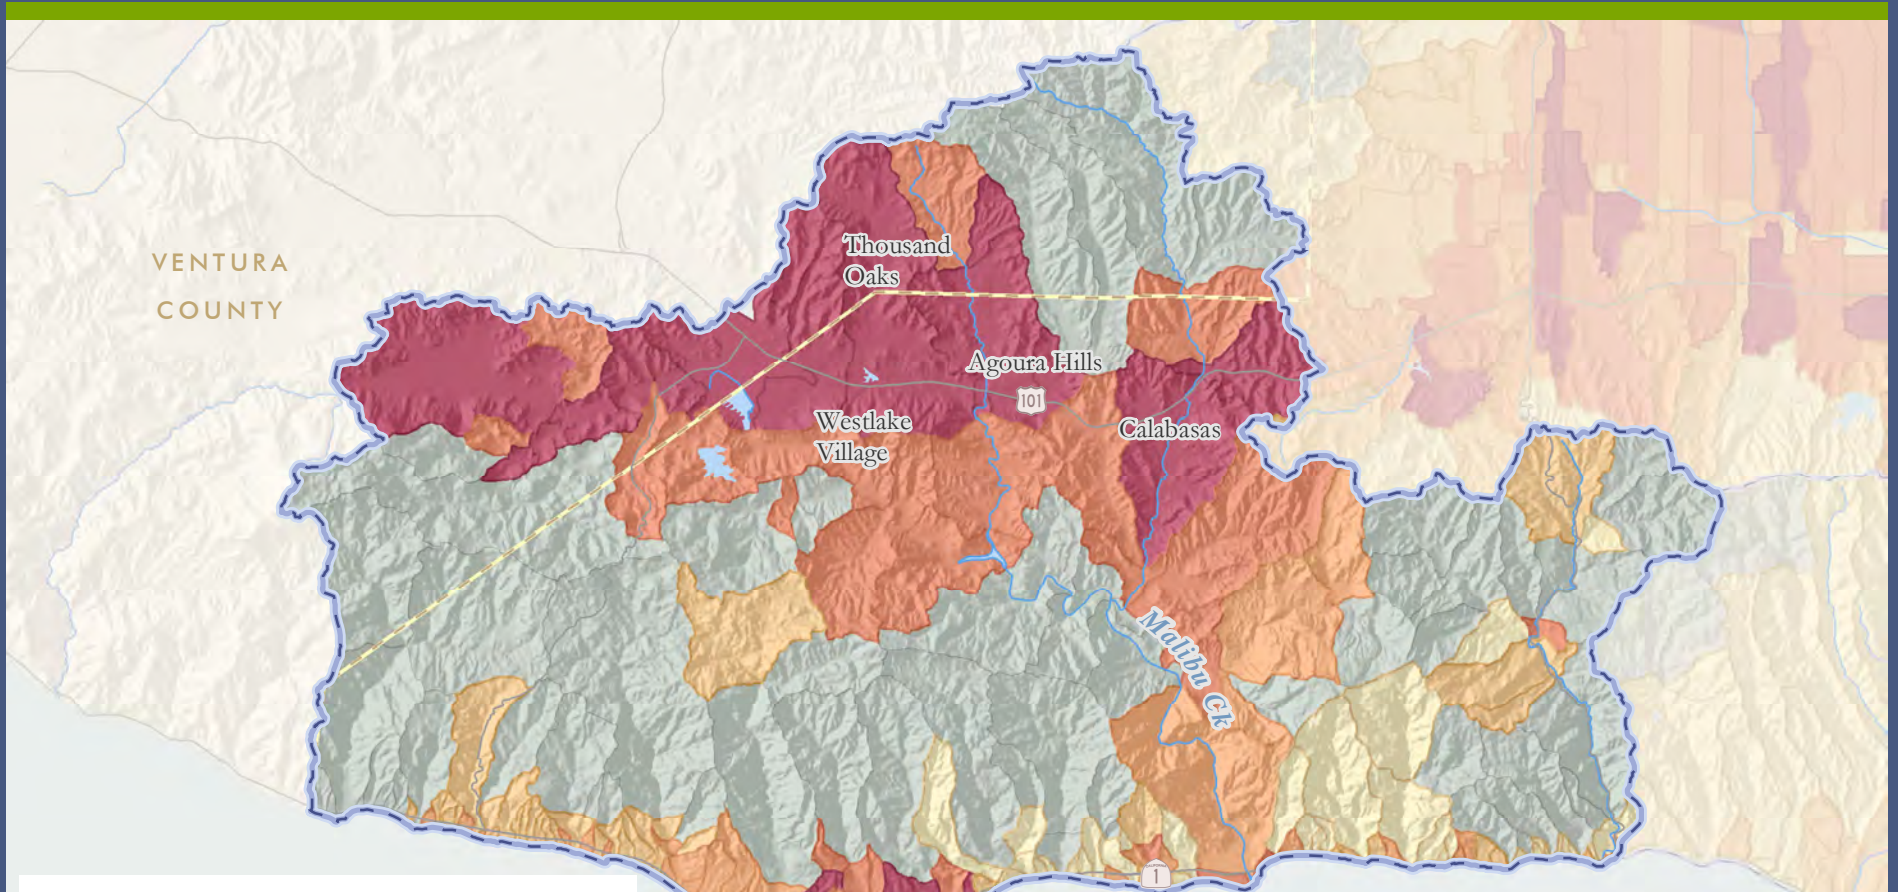 VENTURA
COUNTY
Thousand
Oaks
Agoura Hills
101
Westlake
Village
Calabasas
Malibu Ck
1